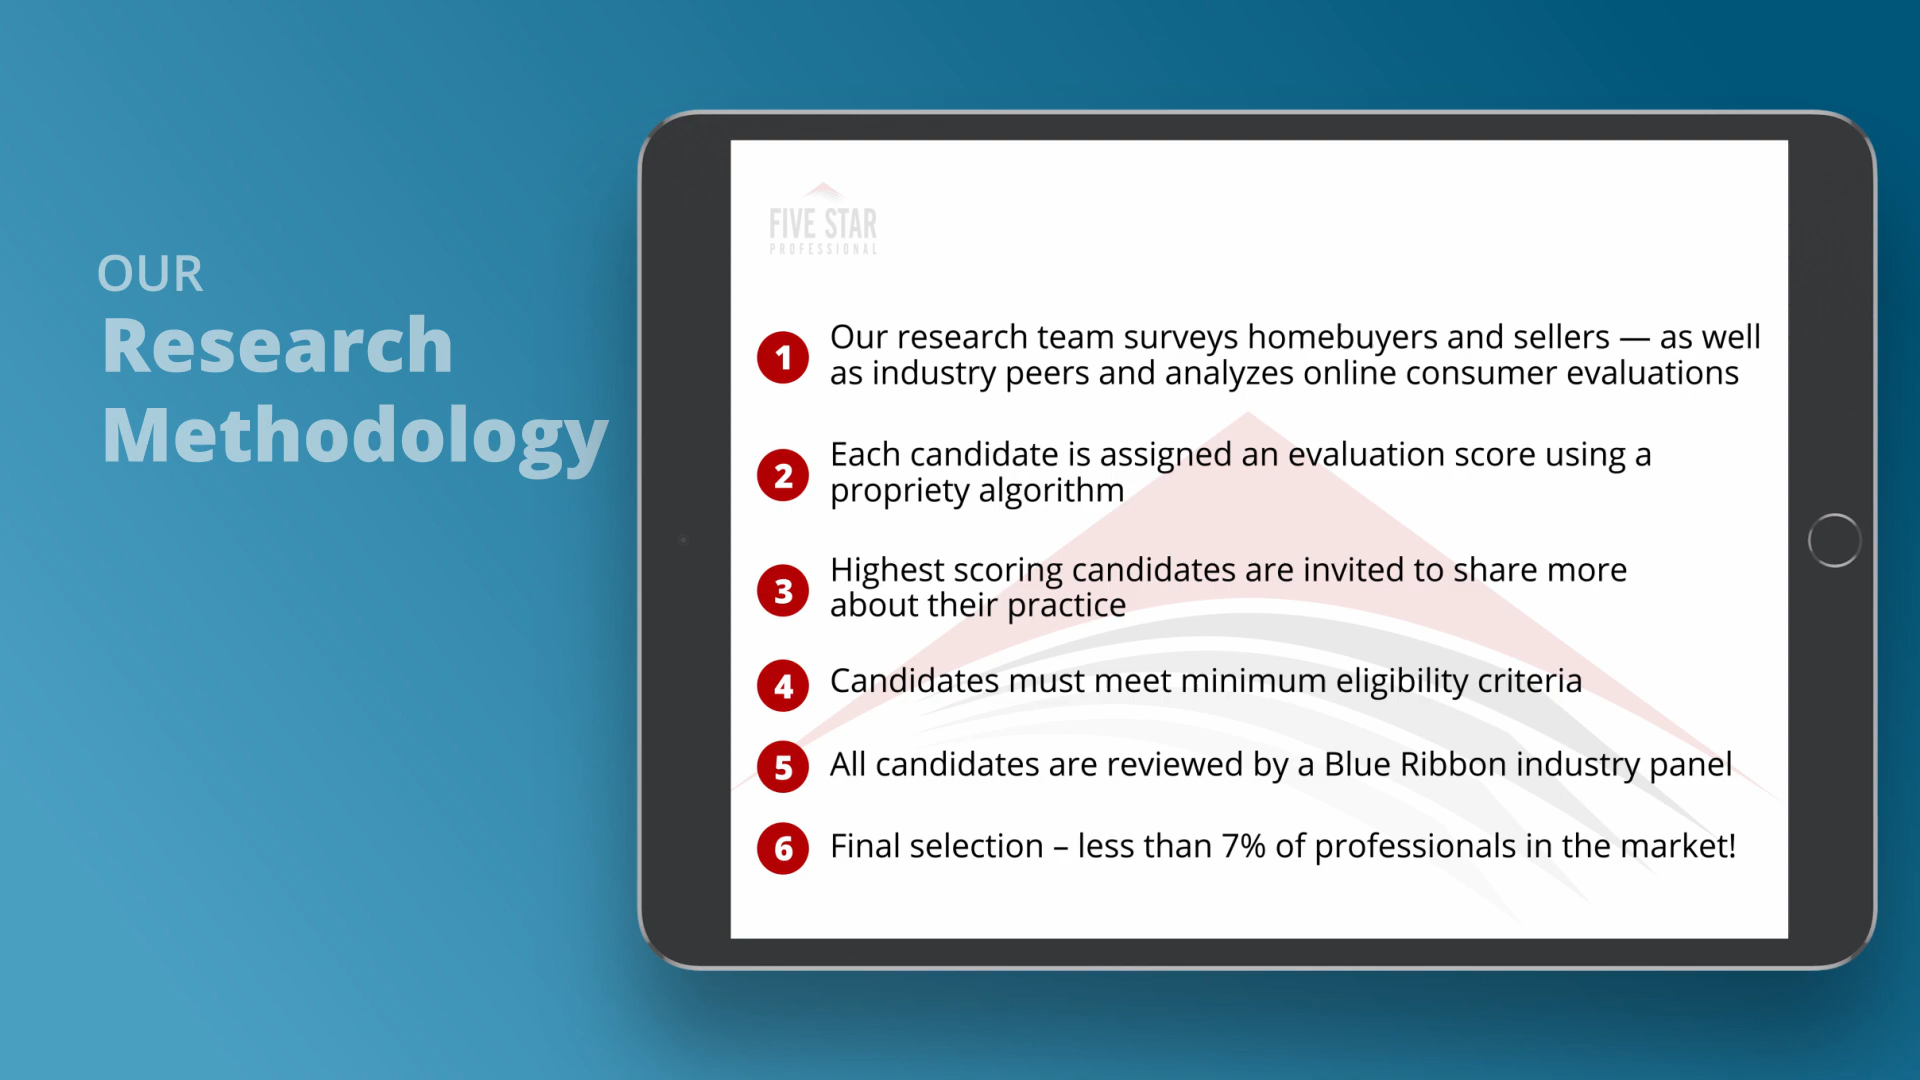 OUR
Research
Methodology
FIVE STAR
PROFESSIONAL
1 Our research team surveys homebuyers and sellers — as well
as industry peers and analyzes online consumer evaluations
2 Each candidate is assigned an evaluation score using a
propriety algorithm
3 Highest scoring candidates are invited to share more
about their practice
4 Candidates must meet minimum eligibility criteria
5 All candidates are reviewed by a Blue Ribbon industry panel
6 Final selection – less than 7% of professionals in the market!